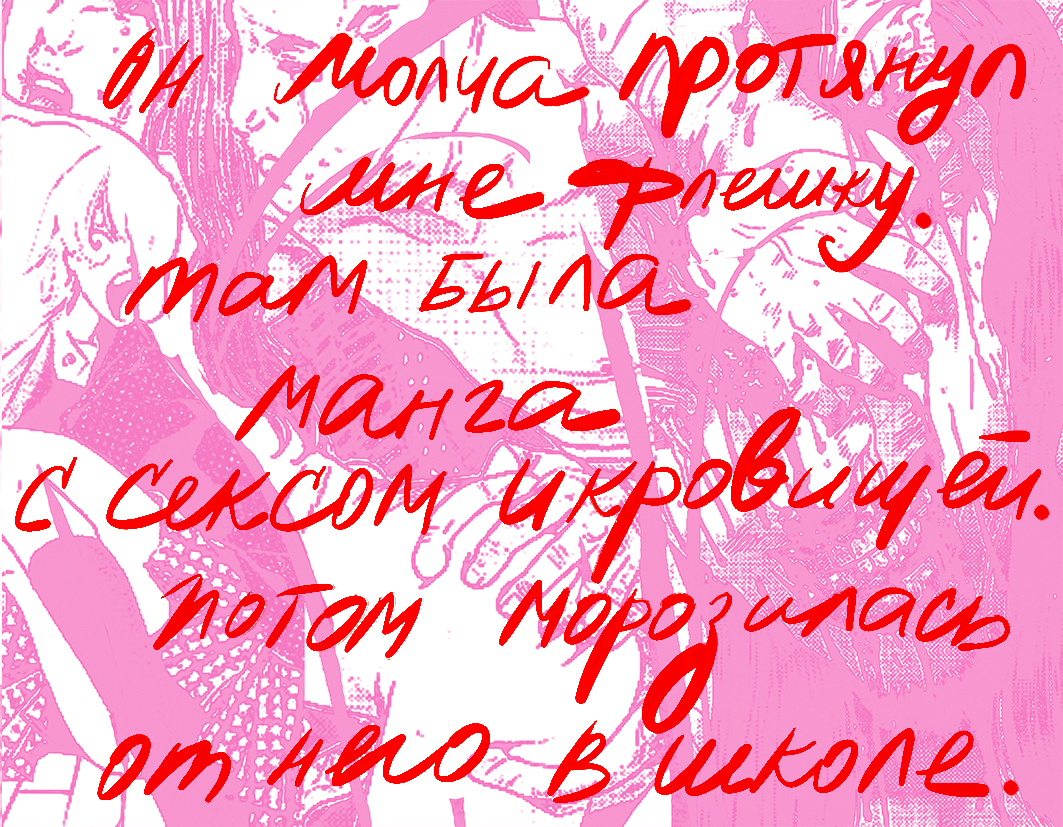 Он молча протянул
мне флешку.
там была
манга
с сексом и кровищей.
потом морозилась
от него в школе.